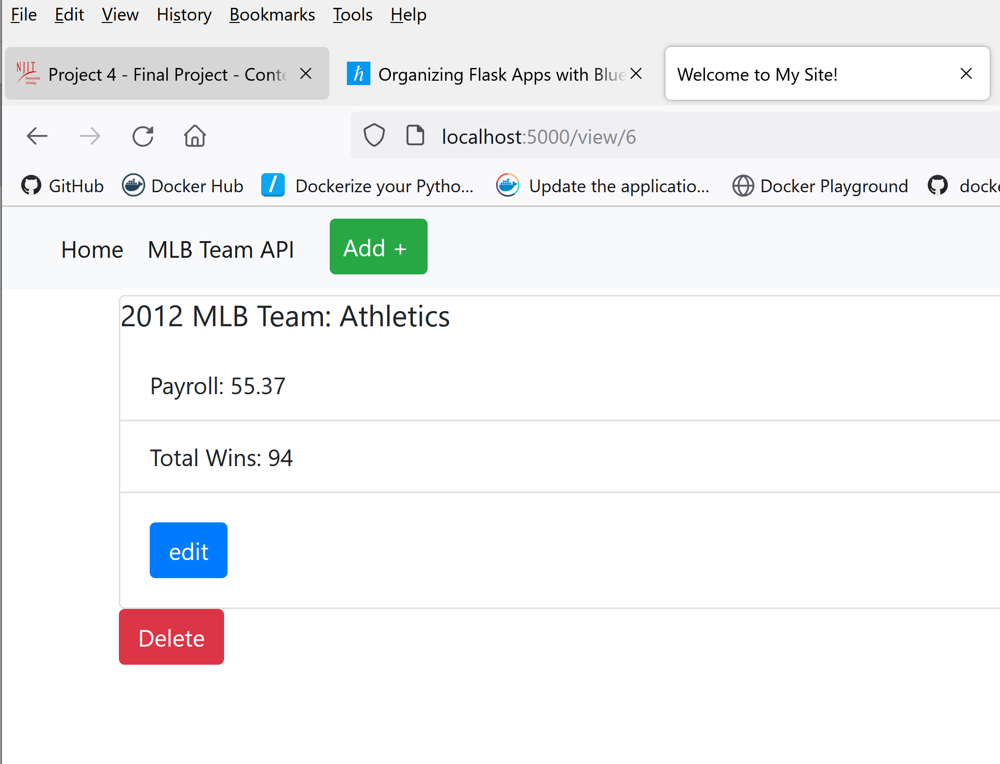 File Edit View History Bookmarks Tools Help
NJIT Project 4 - Final Project - Conte Organizing Flask Apps with Blue Welcome to My Site!
localhost:5000/view/6
GitHub Docker Hub Dockerize your Pytho... Update the applicatio... Docker Playground docke
Home MLB Team API Add +
2012 MLB Team: Athletics
Payroll: 55.37
Total Wins: 94
edit
Delete